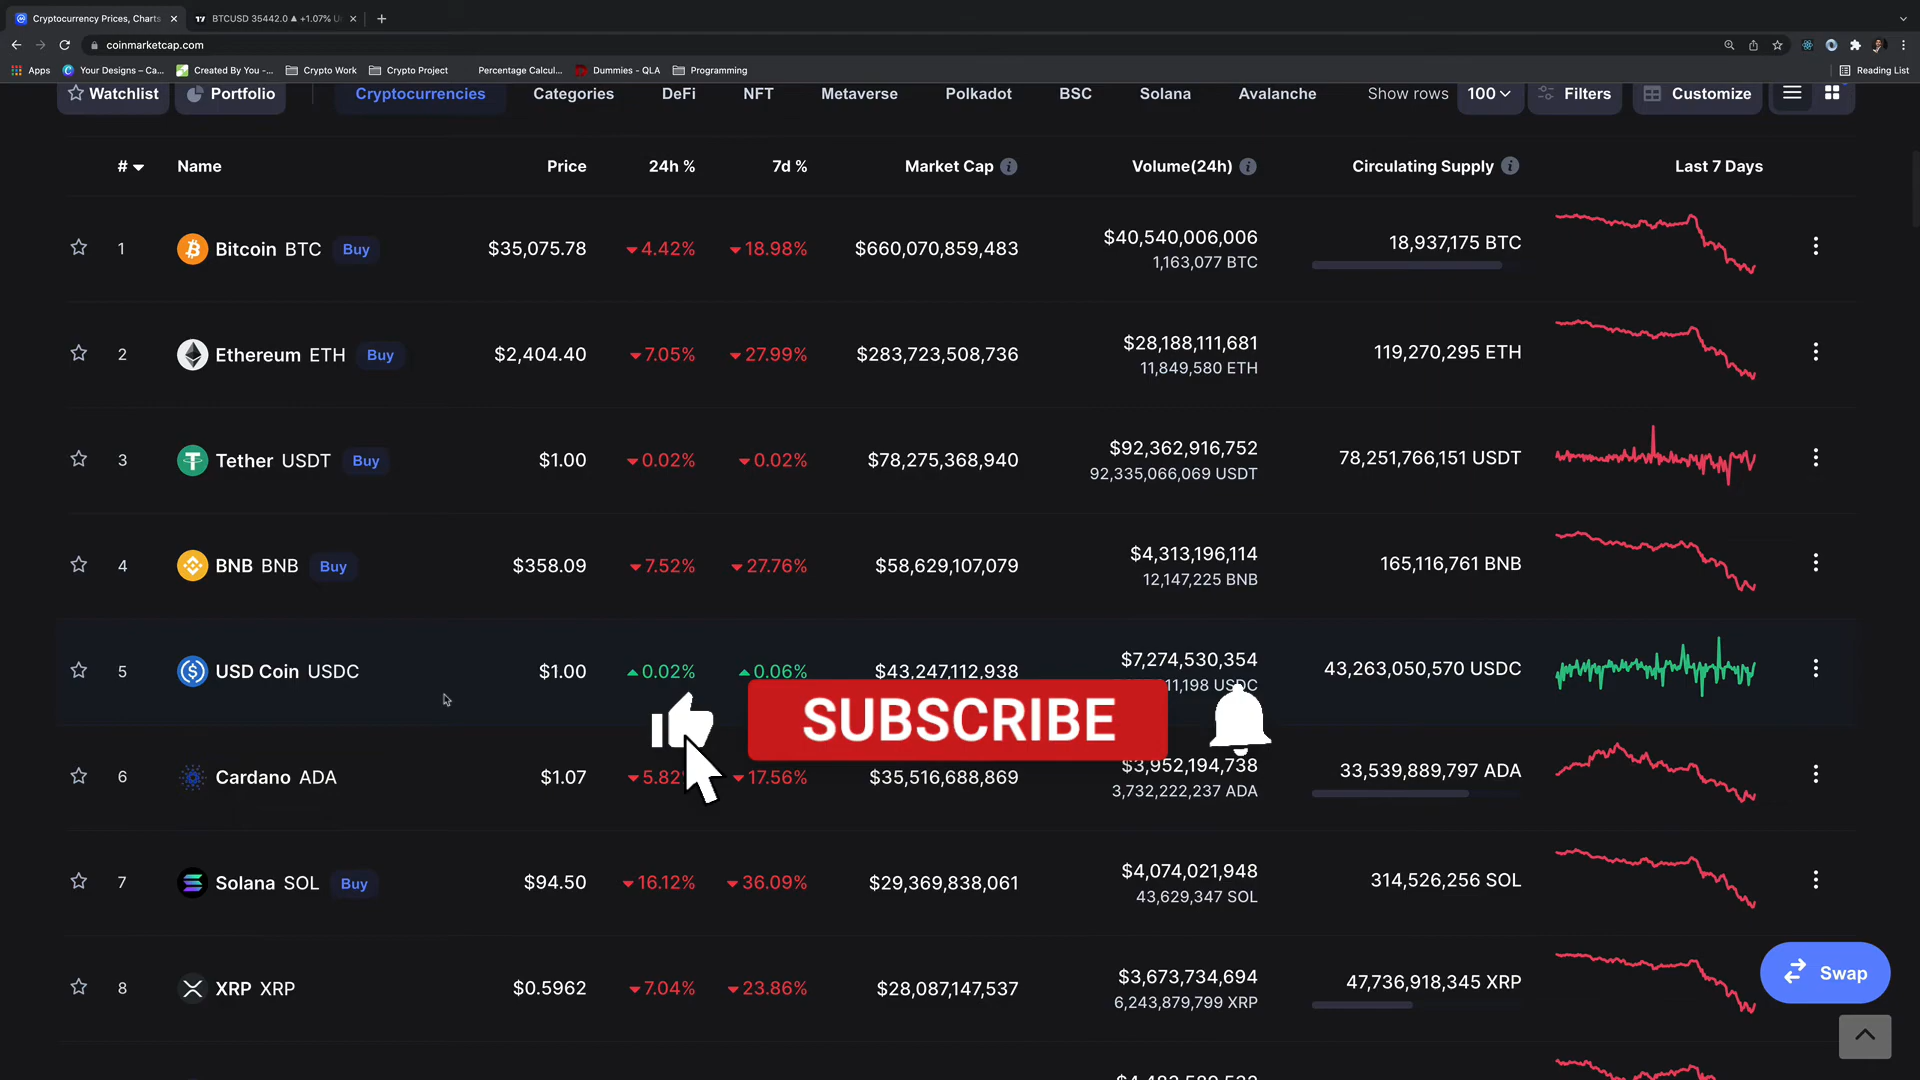 Cryptocurrency Prices, Charts
BTCUSD 35442.0 ▲ +1.07%
coinmarketcap.com
Apps Your Designs – Ca... Created By You -... Crypto Work Crypto Project Percentage Calcul... Dummies - QLA Programming Reading List
Watchlist Portfolio Cryptocurrencies Categories DeFi NFT Metaverse Polkadot BSC Solana Avalanche Show rows 100 Filters Customize
# Name Price 24h % 7d % Market Cap Volume(24h) Circulating Supply Last 7 Days
1 Bitcoin BTC Buy $35,075.78 4.42% 18.98% $660,070,859,483 $40,540,006,006 18,937,175 BTC
1,163,077 BTC
2 Ethereum ETH Buy $2,404.40 7.05% 27.99% $283,723,508,736 $28,188,111,681 119,270,295 ETH
11,849,580 ETH
3 Tether USDT Buy $1.00 0.02% 0.02% $78,275,368,940 $92,362,916,752 78,251,766,151 USDT
92,335,066,069 USDT
4 BNB BNB Buy $358.09 7.52% 27.76% $58,629,107,079 $4,313,196,114 165,116,761 BNB
12,147,225 BNB
5 USD Coin USDC $1.00 0.02% 0.06% $43,247,112,938 $7,274,530,354 43,263,050,570 USDC
11,198 USDC
SUBSCRIBE
6 Cardano ADA $1.07 5.82% 17.56% $35,516,688,869 $3,952,194,738 33,539,889,797 ADA
3,732,222,237 ADA
7 Solana SOL Buy $94.50 16.12% 36.09% $29,369,838,061 $4,074,021,948 314,526,256 SOL
43,629,347 SOL
8 XRP XRP $0.5962 7.04% 23.86% $28,087,147,537 $3,673,734,694 47,736,918,345 XRP
6,243,879,799 XRP
Swap